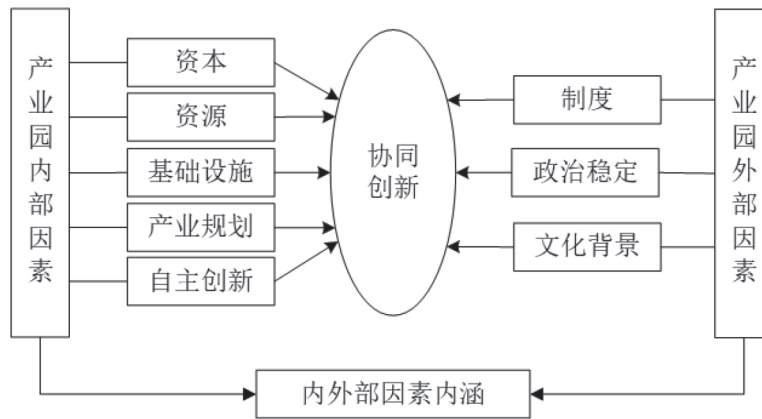 产业园内部因素
资本
资源
基础设施
产业规划
自主创新
协同
创新
制度
政治稳定
文化背景
产业园外部因素
内外部因素内涵